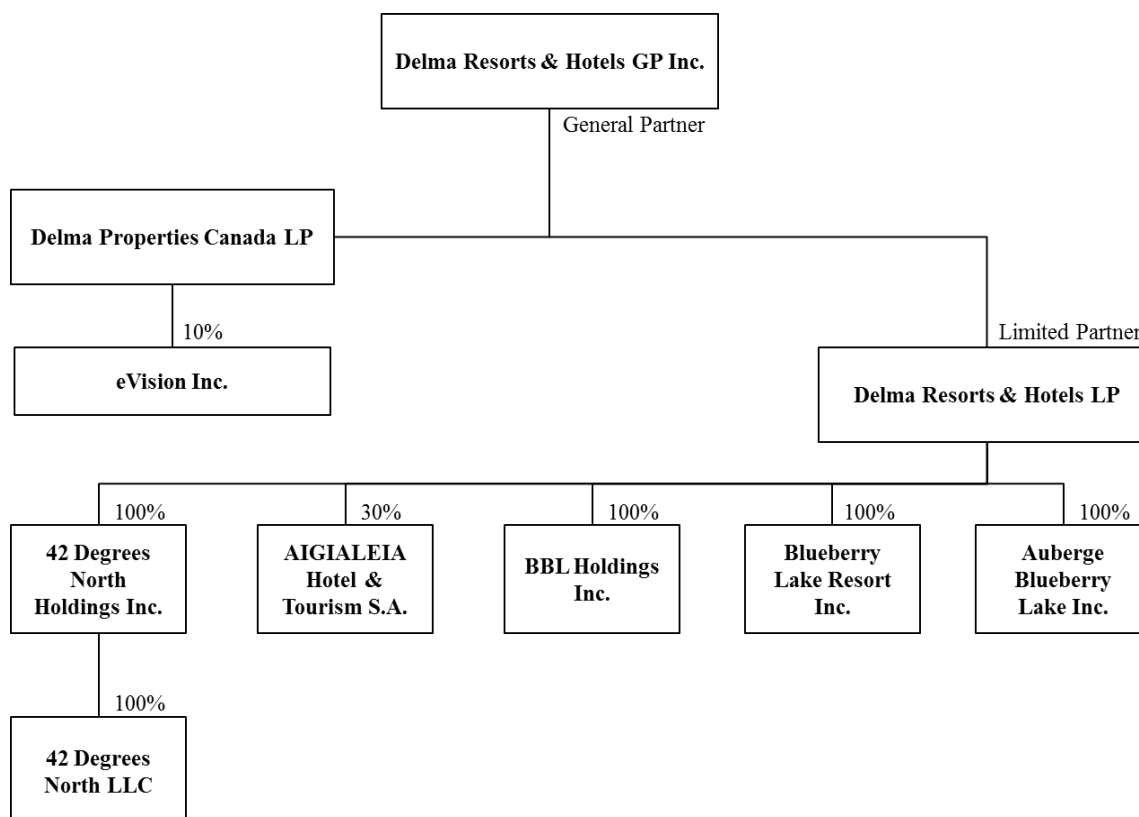 Delma Resorts & Hotels GP Inc.
General Partner
Delma Properties Canada LP
10%
eVision Inc.
Limited Partner
Delma Resorts & Hotels LP
100%
42 Degrees
North
Holdings Inc.
30%
AIGIALEIA
Hotel &
Tourism S.A.
100%
BBL Holdings
Inc.
100%
Blueberry
Lake Resort
Inc.
100%
Auberge
Blueberry
Lake Inc.
100%
42 Degrees
North LLC